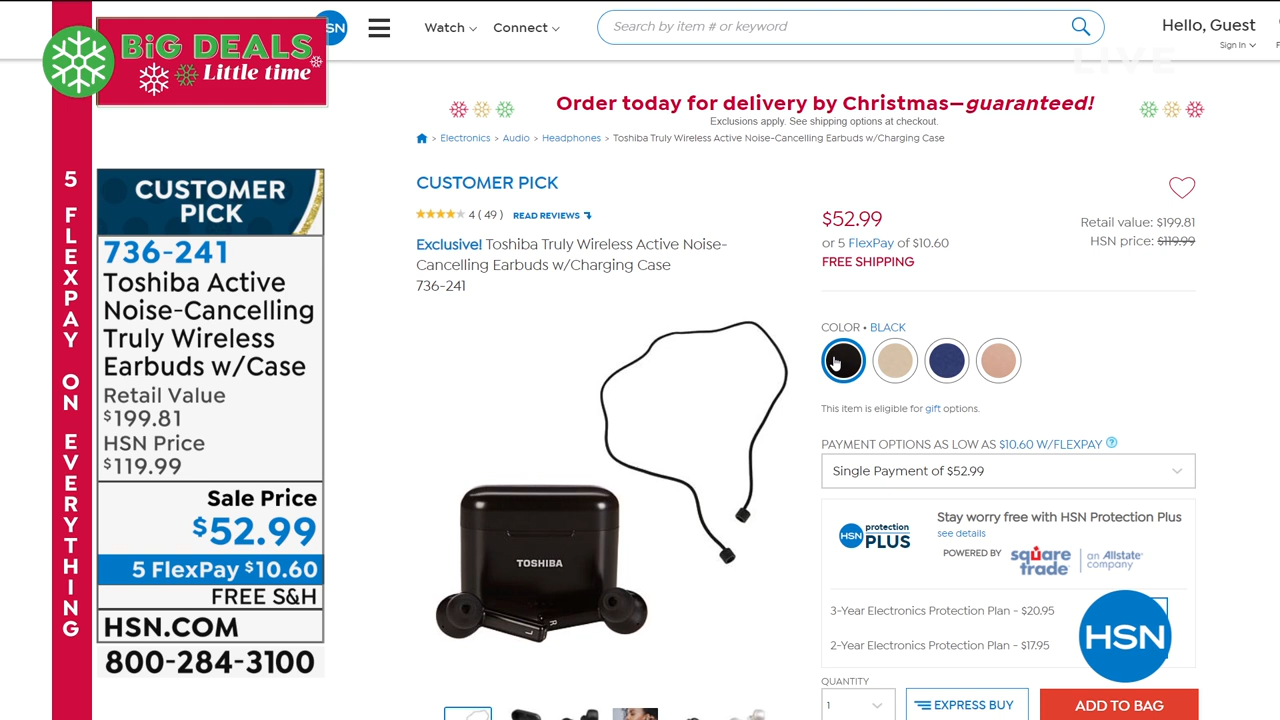 BiG DEALS
Little time
SN
Watch
Connect
Search by item # or keyword
Hello, Guest
Sign In
LIVE
Order today for delivery by Christmas—guaranteed!
Exclusions apply. See shipping options at checkout.
> Electronics > Audio > Headphones > Toshiba Truly Wireless Active Noise-Cancelling Earbuds w/Charging Case
5 FLEXPAY ON EVERYTHING
CUSTOMER
PICK
736-241
Toshiba Active
Noise-Cancelling
Truly Wireless
Earbuds w/Case
Retail Value
$199.81
HSN Price
$119.99
Sale Price
$52.99
5 FlexPay $10.60
FREE S&H
HSN.COM
800-284-3100
CUSTOMER PICK
4 ( 49 ) READ REVIEWS
Exclusive! Toshiba Truly Wireless Active Noise-
Cancelling Earbuds w/Charging Case
736-241
TOSHIBA
R
$52.99
or 5 FlexPay of $10.60
FREE SHIPPING
Retail value: $199.81
HSN price: $119.99
COLOR • BLACK
This item is eligible for gift options.
PAYMENT OPTIONS AS LOW AS $10.60 W/FLEXPAY ?
Single Payment of $52.99
HSN protection PLUS
Stay worry free with HSN Protection Plus
see details
POWERED BY square trade | an Allstate company
3-Year Electronics Protection Plan - $20.95
2-Year Electronics Protection Plan - $17.95
HSN
QUANTITY
1
EXPRESS BUY
ADD TO BAG